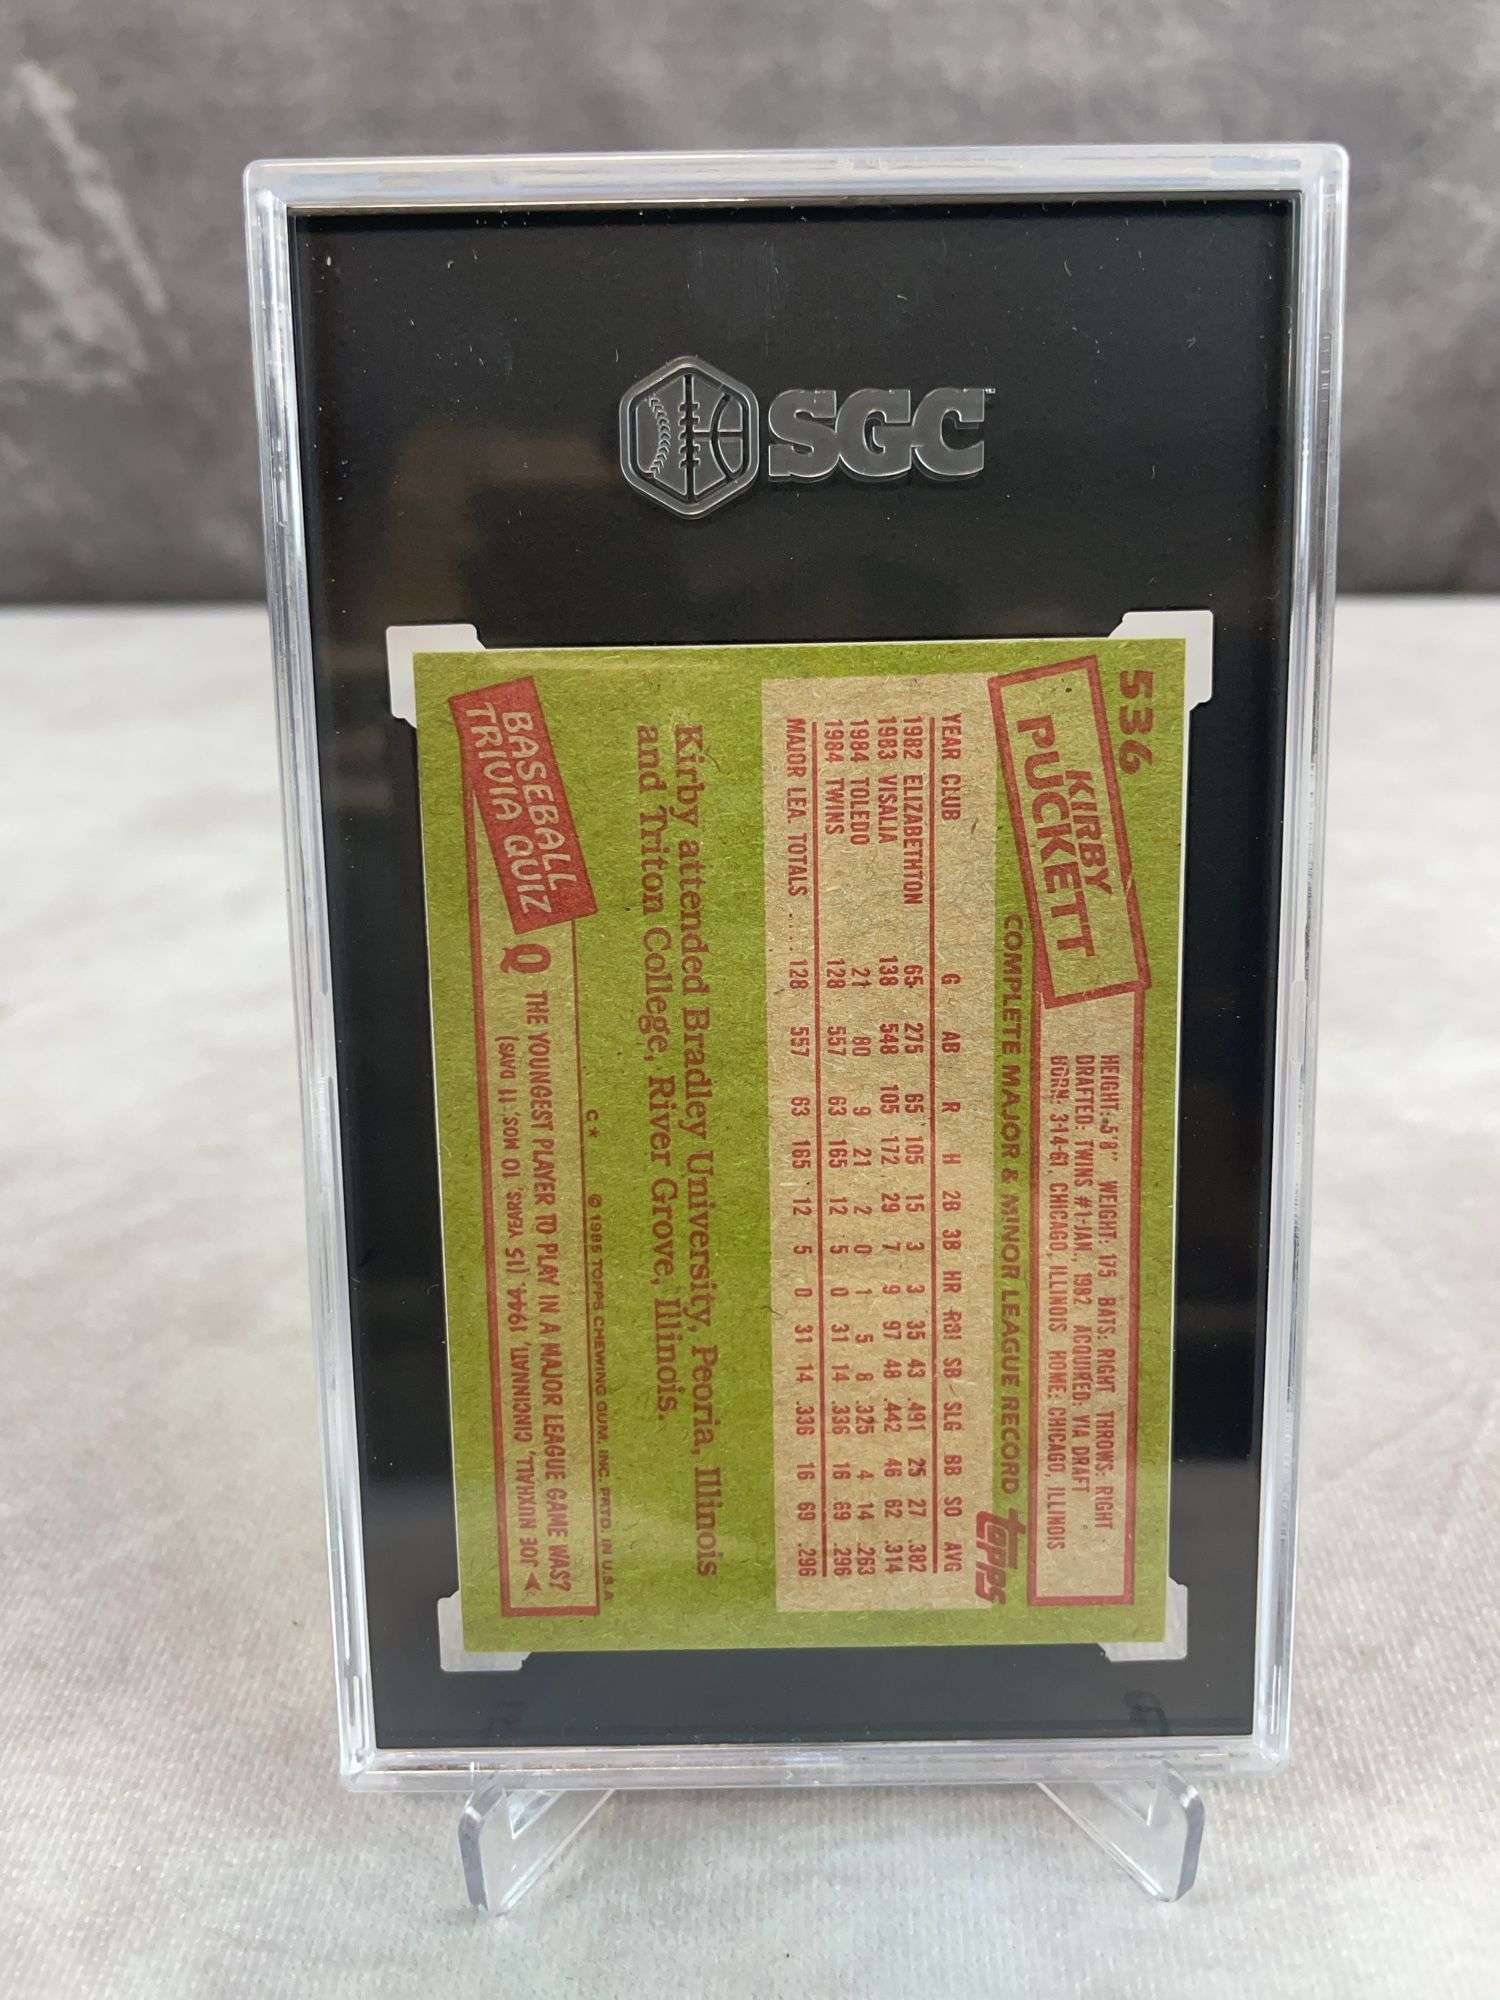 SGC
536
KIRBY
PUCKETT
HEIGHT: 5'8" WEIGHT: 175 BATS: RIGHT THROWS: RIGHT
DRAFTED: TWINS #1-JAN., 1982 ACQUIRED: VIA DRAFT
BORN: 3-14-61, CHICAGO, ILLINOIS HOME: CHICAGO, ILLINOIS
COMPLETE MAJOR & MINOR LEAGUE RECORD topps
YEAR CLUB G AB R H 2B 3B HR RBI SB SLG BB SO AVG
1982 ELIZABETHTON 65 275 65 105 15 3 3 35 43 .491 25 27 .382
1983 VISALIA 138 548 105 172 29 7 9 97 48 .442 46 62 .314
1984 TOLEDO 21 80 9 21 2 0 1 5 8 .325 4 14 .263
1984 TWINS 128 557 63 165 12 5 0 31 14 .336 16 69 .296
MAJOR LEA. TOTALS ..... 128 557 63 165 12 5 0 31 14 .336 16 69 .296
Kirby attended Bradley University, Peoria, Illinois
and Triton College, River Grove, Illinois.
C* © 1985 TOPPS CHEWING GUM, INC. PRTD. IN U.S.A
BASEBALL
TRIVIA QUIZ
Q THE YOUNGEST PLAYER TO PLAY IN A MAJOR LEAGUE GAME WAS?
JOE NUXHALL, CINCINNATI, 1944, (15 YEARS, 10 MOS., 11 DAYS)